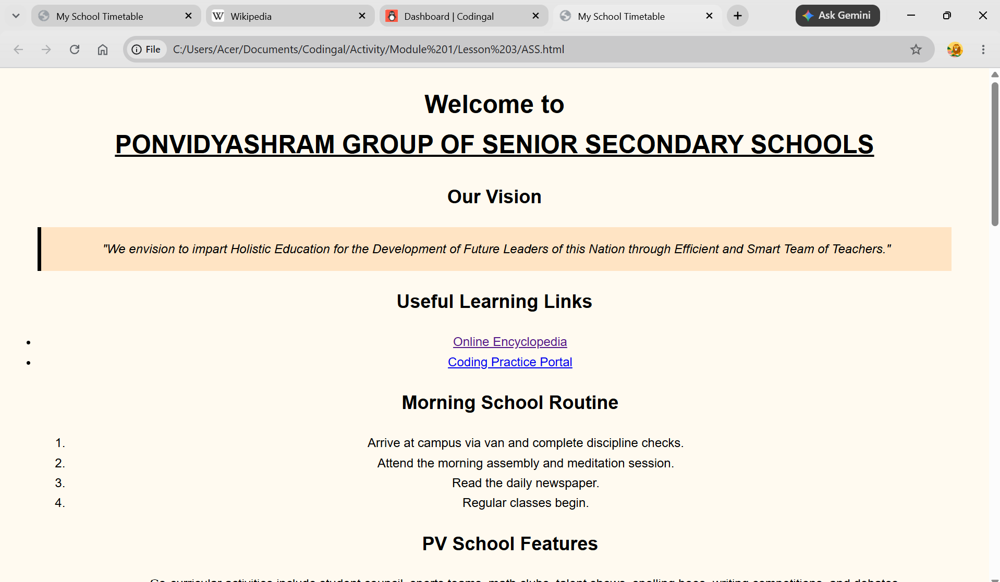 My School Timetable
Wikipedia
Dashboard | Codingal
My School Timetable
Ask Gemini
File
C:/Users/Acer/Documents/Codingal/Activity/Module%201/Lesson%203/ASS.html
Welcome to
PONVIDYASHRAM GROUP OF SENIOR SECONDARY SCHOOLS
Our Vision
"We envision to impart Holistic Education for the Development of Future Leaders of this Nation through Efficient and Smart Team of Teachers."
Useful Learning Links
• Online Encyclopedia
• Coding Practice Portal
Morning School Routine
1. Arrive at campus via van and complete discipline checks.
2. Attend the morning assembly and meditation session.
3. Read the daily newspaper.
4. Regular classes begin.
PV School Features
Co-curricular activities include student council, sports teams, math clubs, talent shows, spelling bees, writing competitions, and debates